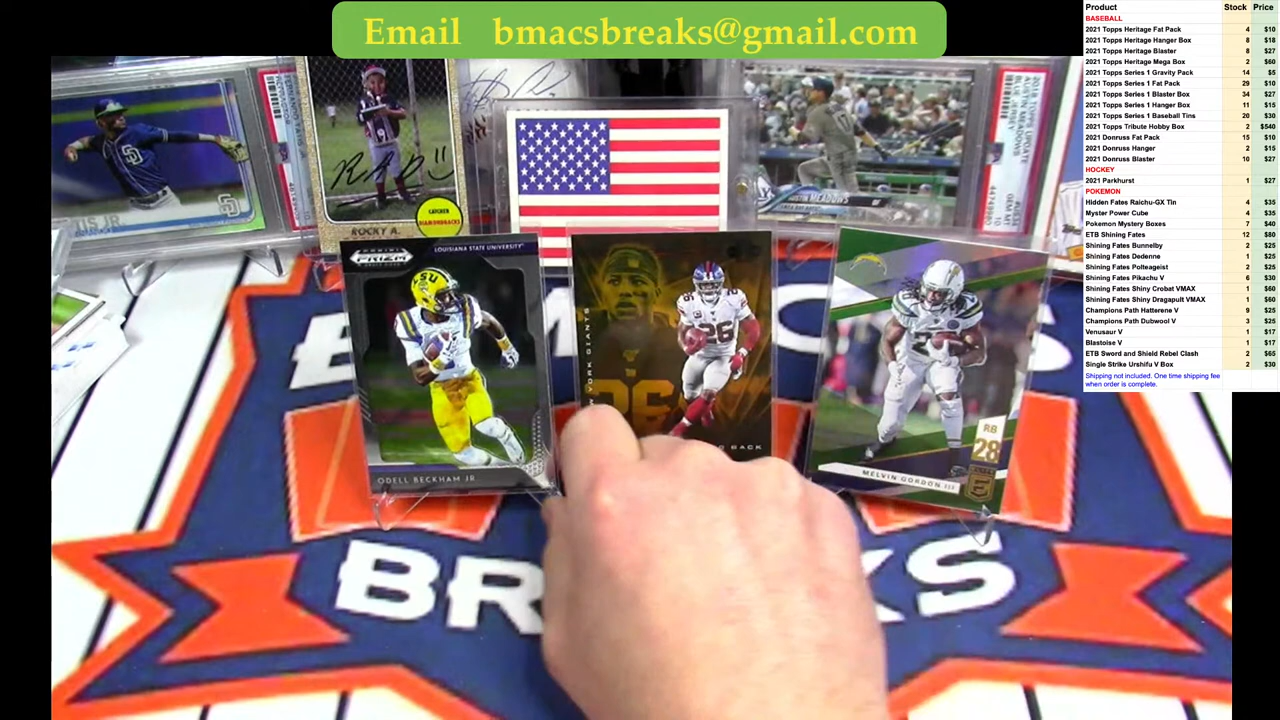 Email bmacsbreaks@gmail.com
Product Stock Price
BASEBALL
2021 Topps Heritage Fat Pack 4 $10
2021 Topps Heritage Hanger Box 8 $18
2021 Topps Heritage Blaster 8 $27
2021 Topps Heritage Mega Box 2 $60
2021 Topps Series 1 Gravity Pack 14 $5
2021 Topps Series 1 Fat Pack 29 $10
2021 Topps Series 1 Blaster Box 34 $27
2021 Topps Series 1 Hanger Box 11 $15
2021 Topps Series 1 Baseball Tins 20 $30
2021 Topps Tribute Hobby Box 2 $540
2021 Donruss Fat Pack 15 $10
2021 Donruss Hanger 2 $15
2021 Donruss Blaster 10 $27
HOCKEY
2021 Parkhurst 1 $27
POKEMON
Hidden Fates Raichu-GX Tin 4 $35
Myster Power Cube 4 $35
Pokemon Mystery Boxes 7 $40
ETB Shining Fates 12 $80
Shining Fates Bunnelby 2 $25
Shining Fates Dedenne 1 $25
Shining Fates Polteageist 2 $25
Shining Fates Pikachu V 6 $30
Shining Fates Shiny Crobat VMAX 1 $60
Shining Fates Shiny Dragapult VMAX 1 $60
Champions Path Hatterene V 9 $25
Champions Path Dubwool V 3 $25
Venusaur V 1 $17
Blastoise V 1 $17
ETB Sword and Shield Rebel Clash 2 $65
Single Strike Urshifu V Box 2 $30
Shipping not included. One time shipping fee
when order is complete.
CATCHER
DIAMONDBACKS
ROCKY A.
MEADOWS
LOUISIANA STATE UNIVERSITY
PRIZM
LSU
ODELL BECKHAM JR
YORK GIANTS
26
26
BACK
RB
28
MELVIN GORDON III
BR KS